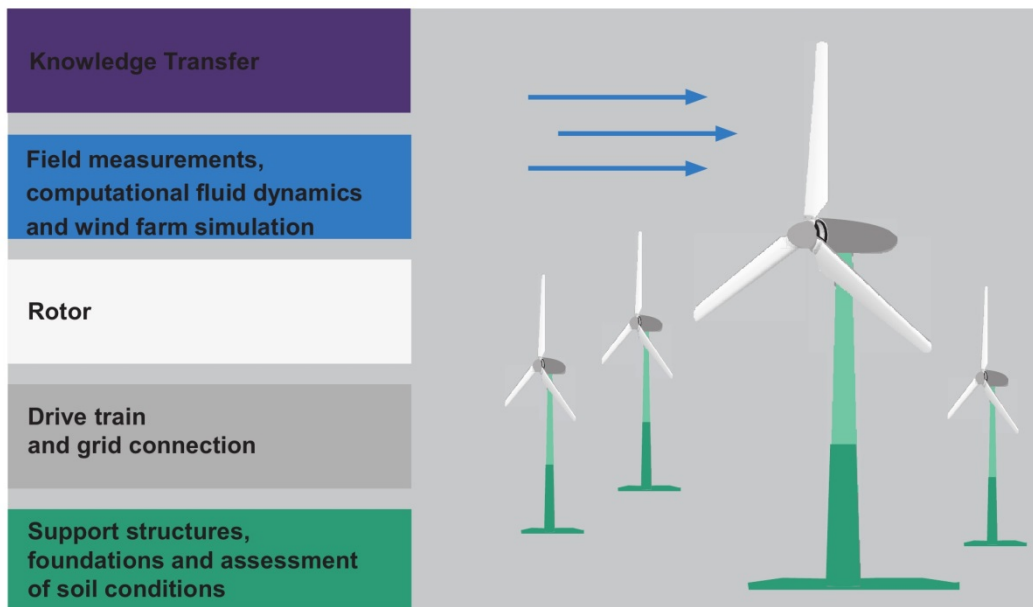 Knowledge Transfer
Field measurements,
computational fluid dynamics
and wind farm simulation
Rotor
Drive train
and grid connection
Support structures,
foundations and assessment
of soil conditions